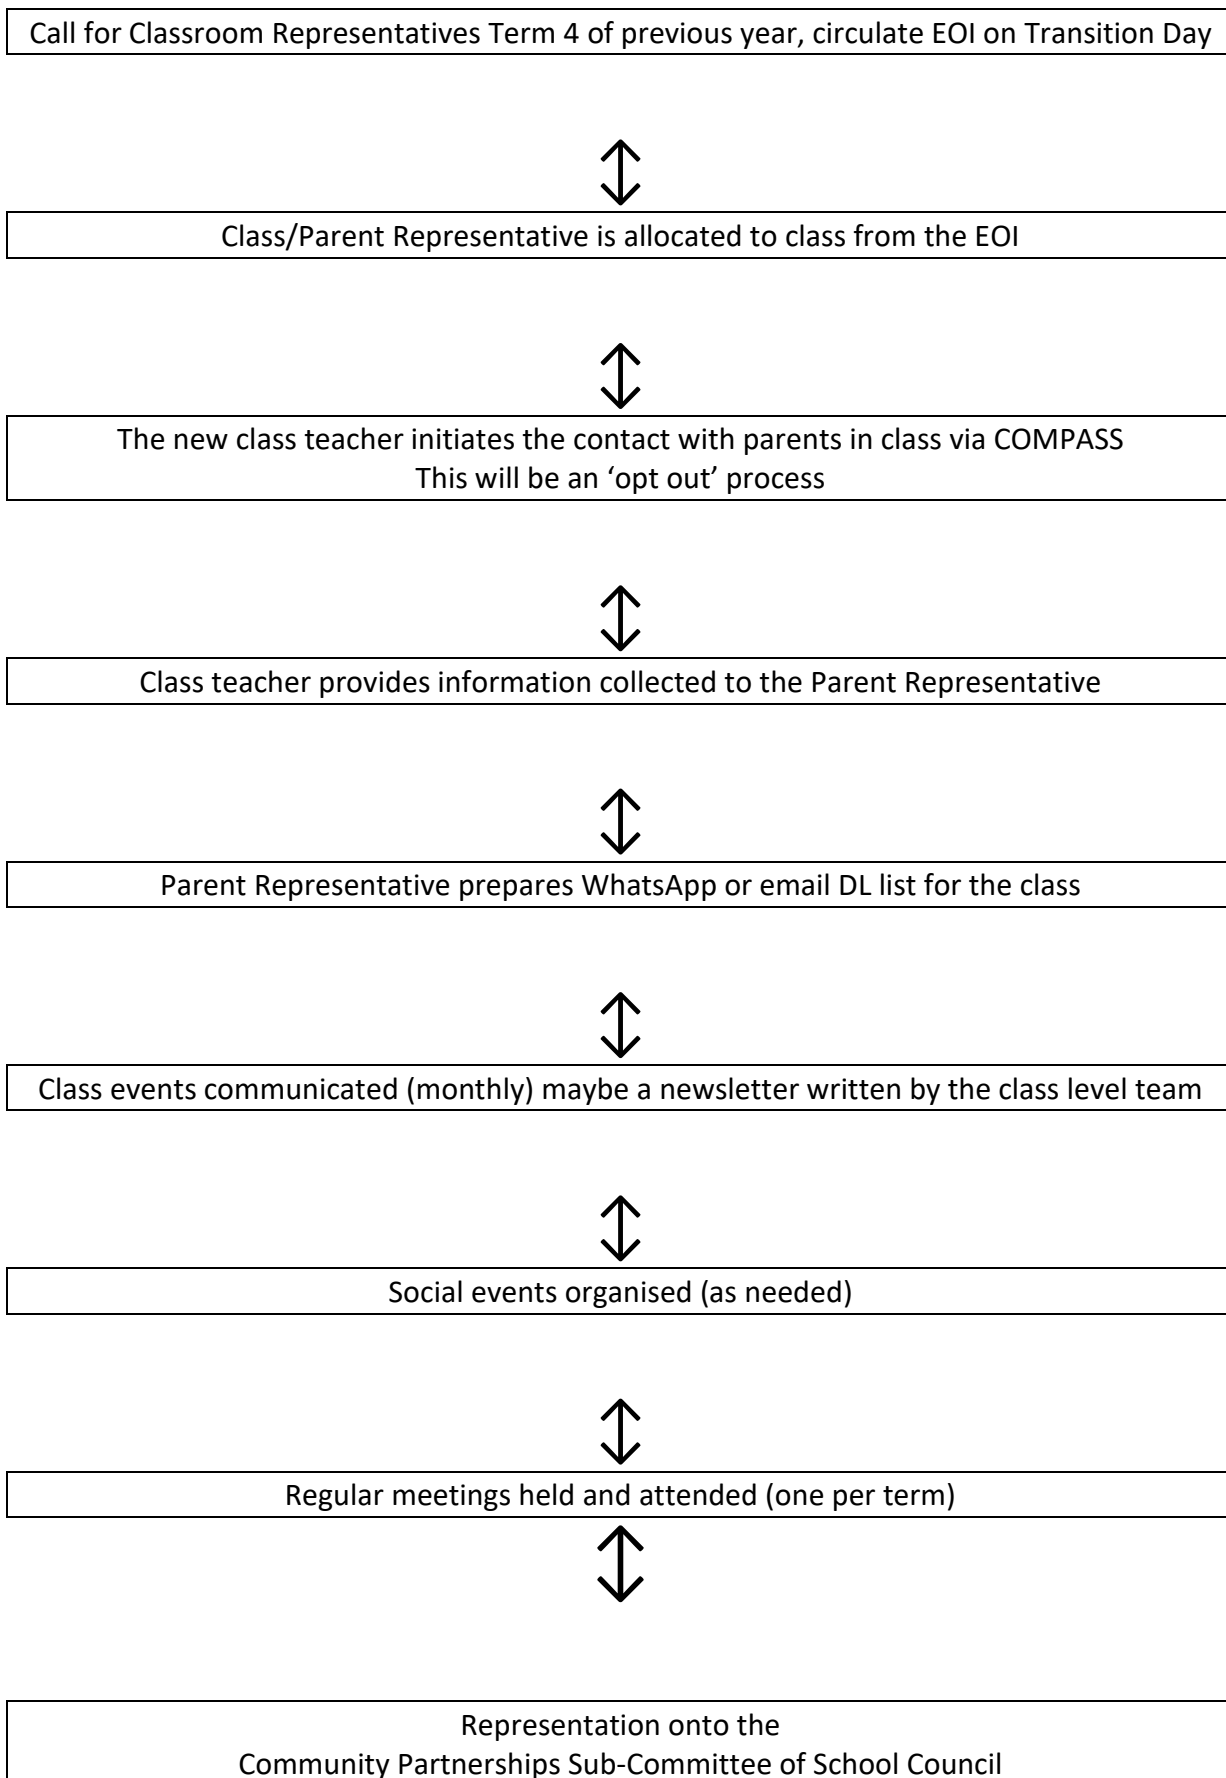 Call for Classroom Representatives Term 4 of previous year, circulate EOI on Transition Day
Class/Parent Representative is allocated to class from the EOI
The new class teacher initiates the contact with parents in class via COMPASS
This will be an ‘opt out’ process
Class teacher provides information collected to the Parent Representative
Parent Representative prepares WhatsApp or email DL list for the class
Class events communicated (monthly) maybe a newsletter written by the class level team
Social events organised (as needed)
Regular meetings held and attended (one per term)
Representation onto the
Community Partnerships Sub-Committee of School Council